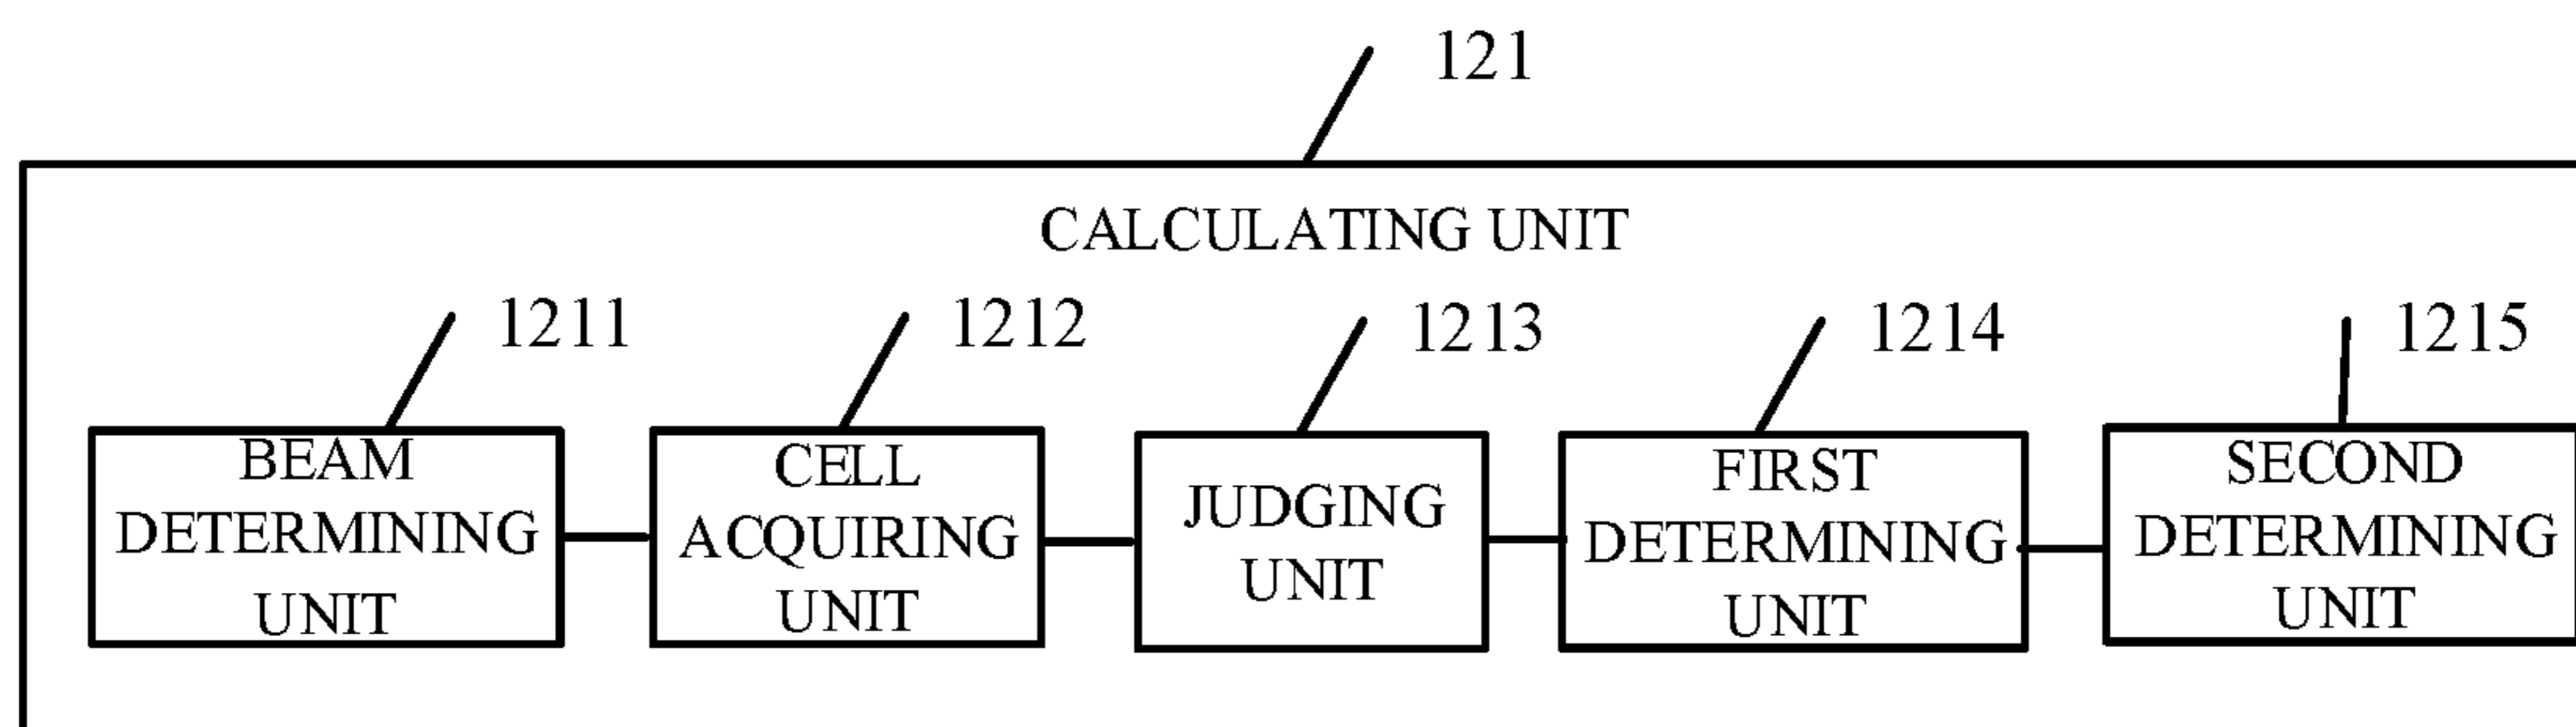 121
CALCULATING UNIT
1211
1212
1213
1214
1215
BEAM
DETERMINING
UNIT
CELL
ACQUIRING
UNIT
JUDGING
UNIT
FIRST
DETERMINING
UNIT
SECOND
DETERMINING
UNIT